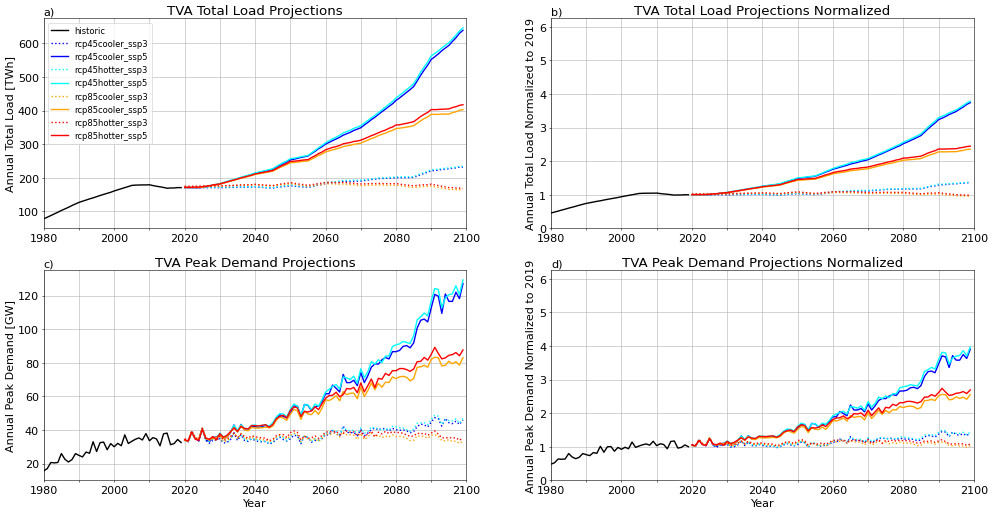 a) TVA Total Load Projections
Annual Total Load [TWh]
600
500
400
300
200
100
historic
rcp45cooler_ssp3
rcp45cooler_ssp5
rcp45hotter_ssp3
rcp45hotter_ssp5
rcp85cooler_ssp3
rcp85cooler_ssp5
rcp85hotter_ssp3
rcp85hotter_ssp5
1980 2000 2020 2040 2060 2080 2100
b) TVA Total Load Projections Normalized
Annual Total Load Normalized to 2019
6
5
4
3
2
1
0
1980 2000 2020 2040 2060 2080 2100
c) TVA Peak Demand Projections
Annual Peak Demand [GW]
120
100
80
60
40
20
1980 2000 2020 2040 2060 2080 2100
Year
d) TVA Peak Demand Projections Normalized
Annual Peak Demand Normalized to 2019
6
5
4
3
2
1
0
1980 2000 2020 2040 2060 2080 2100
Year